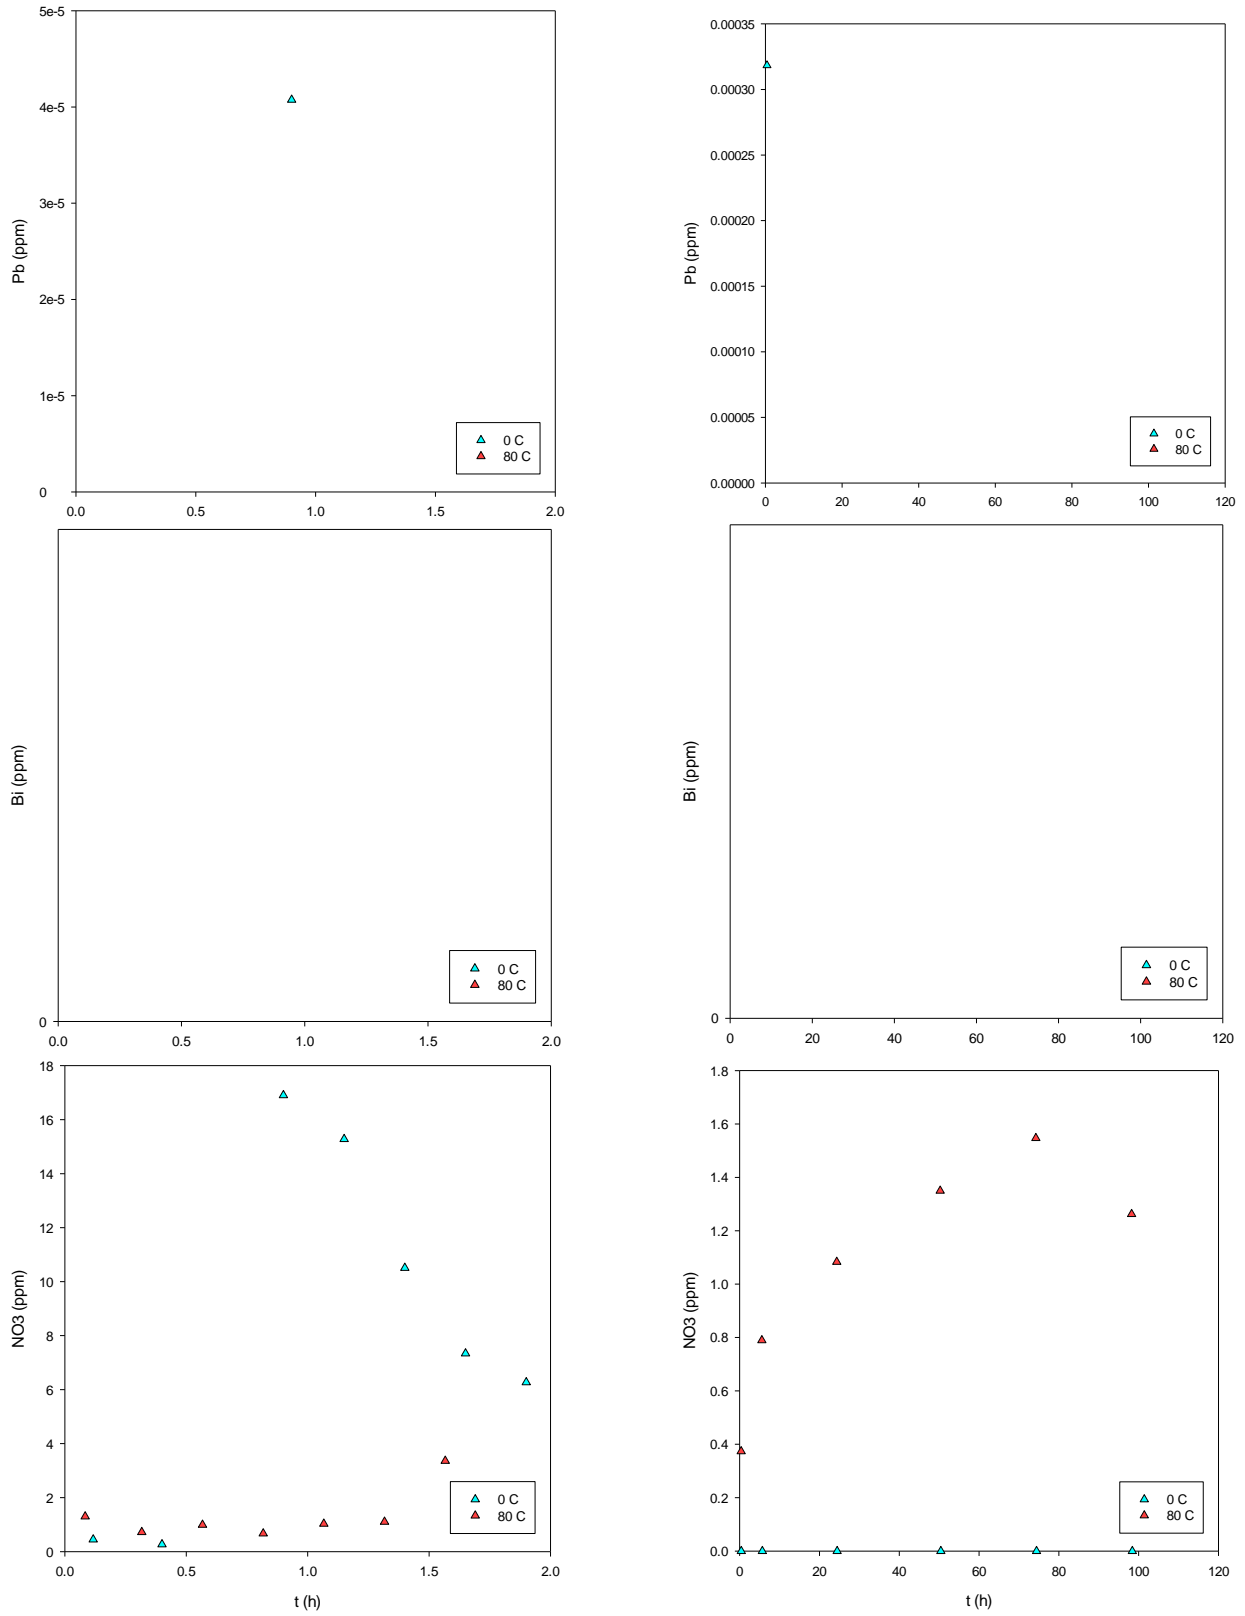 5e-5
4e-5
3e-5
2e-5
1e-5
0
Pb (ppm)
0.0 0.5 1.0 1.5 2.0
0 C
80 C
0.00035
0.00030
0.00025
0.00020
0.00015
0.00010
0.00005
0.00000
Pb (ppm)
0 20 40 60 80 100 120
0 C
80 C
Bi (ppm)
0
0.0 0.5 1.0 1.5 2.0
0 C
80 C
Bi (ppm)
0
0 20 40 60 80 100 120
0 C
80 C
18
16
14
12
10
8
6
4
2
0
NO3 (ppm)
0.0 0.5 1.0 1.5 2.0
t (h)
0 C
80 C
1.8
1.6
1.4
1.2
1.0
0.8
0.6
0.4
0.2
0.0
NO3 (ppm)
0 20 40 60 80 100 120
t (h)
0 C
80 C